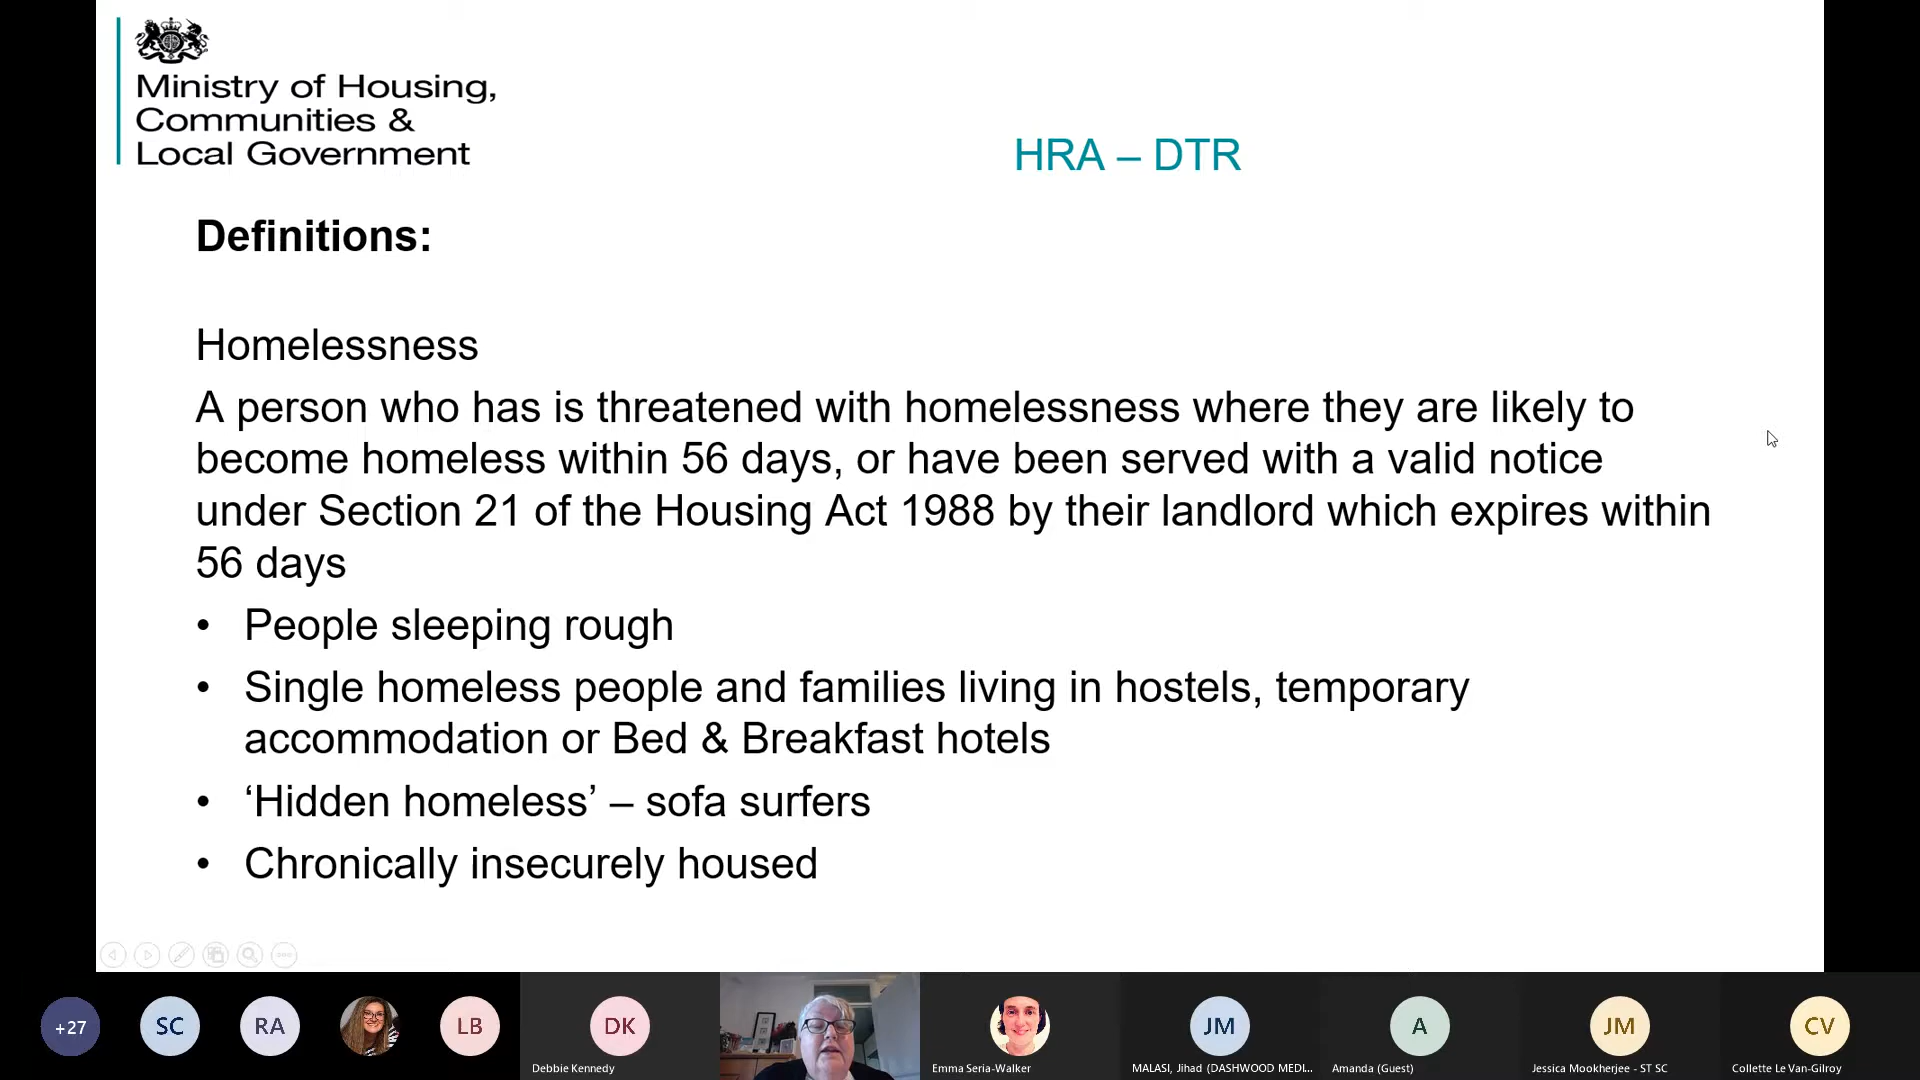 Ministry of Housing,
Communities &
Local Government
HRA – DTR
Definitions:
Homelessness
A person who has is threatened with homelessness where they are likely to
become homeless within 56 days, or have been served with a valid notice
under Section 21 of the Housing Act 1988 by their landlord which expires within
56 days
• People sleeping rough
• Single homeless people and families living in hostels, temporary
accommodation or Bed & Breakfast hotels
• ‘Hidden homeless’ – sofa surfers
• Chronically insecurely housed
+27
SC
RA
LB
DK
Debbie Kennedy
Emma Seria-Walker
JM
MALASI, Jihad (DASHWOOD MEDI...
A
Amanda (Guest)
JM
Jessica Mookherjee - ST SC
CV
Collette Le Van-Gilroy